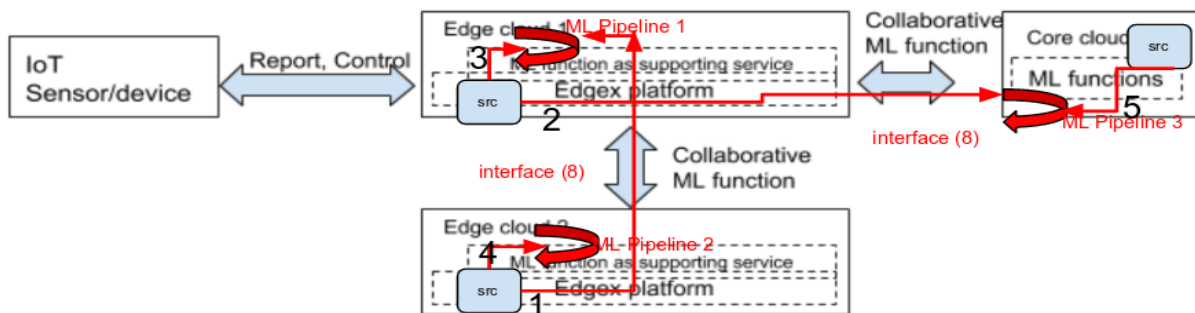 IoT
Sensor/device
Report, Control
Edge cloud 1
ML Pipeline 1
3
ML function as supporting service
Edgex platform
src
2
Collaborative
ML function
Core cloud
src
ML functions
5
ML Pipeline 3
interface (8)
interface (8)
Collaborative
ML function
Edge cloud 2
ML Pipeline 2
4
ML function as supporting service
Edgex platform
src
1